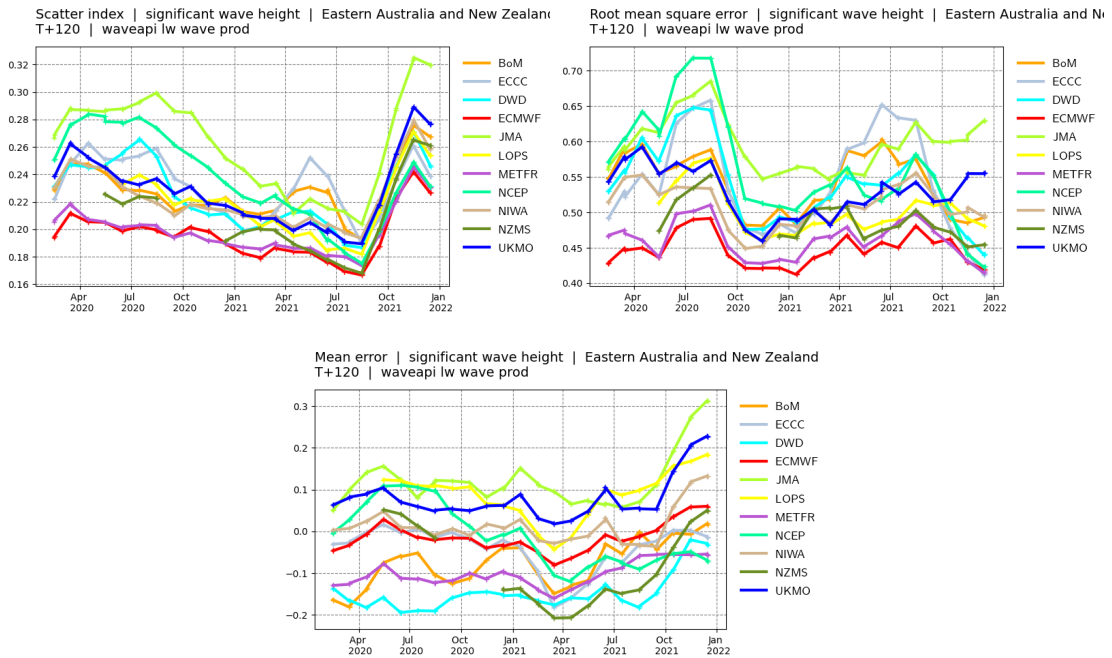 Scatter index | significant wave height | Eastern Australia and New Zealand
T+120 | waveapi lw wave prod
0.32
0.30
0.28
0.26
0.24
0.22
0.20
0.18
0.16
Apr 2020
Jul 2020
Oct 2020
Jan 2021
Apr 2021
Jul 2021
Oct 2021
Jan 2022
BoM
ECCC
DWD
ECMWF
JMA
LOPS
METFR
NCEP
NIWA
NZMS
UKMO
Root mean square error | significant wave height | Eastern Australia and Ne
T+120 | waveapi lw wave prod
0.70
0.65
0.60
0.55
0.50
0.45
0.40
Apr 2020
Jul 2020
Oct 2020
Jan 2021
Apr 2021
Jul 2021
Oct 2021
Jan 2022
BoM
ECCC
DWD
ECMWF
JMA
LOPS
METFR
NCEP
NIWA
NZMS
UKMO
Mean error | significant wave height | Eastern Australia and New Zealand
T+120 | waveapi lw wave prod
0.3
0.2
0.1
0.0
−0.1
−0.2
Apr 2020
Jul 2020
Oct 2020
Jan 2021
Apr 2021
Jul 2021
Oct 2021
Jan 2022
BoM
ECCC
DWD
ECMWF
JMA
LOPS
METFR
NCEP
NIWA
NZMS
UKMO